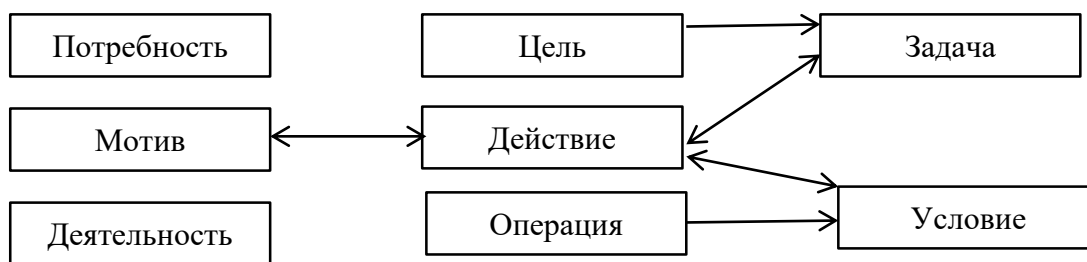 Потребность
Цель
Задача
Мотив
Действие
Деятельность
Операция
Условие